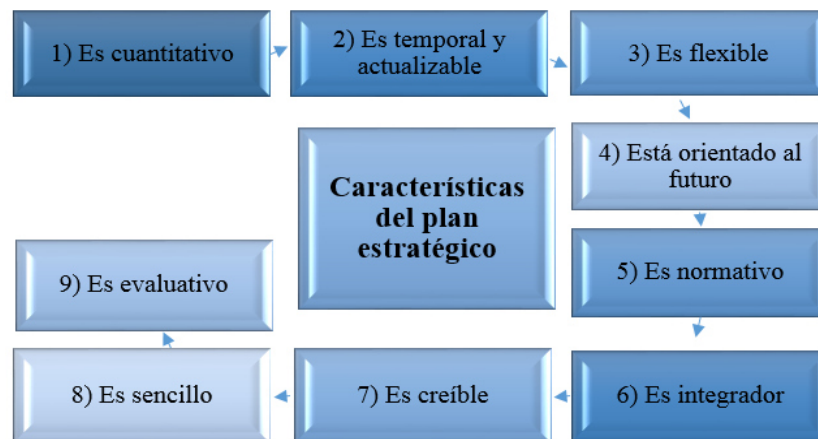 1) Es cuantitativo
2) Es temporal y
actualizable
3) Es flexible
4) Está orientado al
futuro
Características
del plan
estratégico
5) Es normativo
9) Es evaluativo
8) Es sencillo
7) Es creíble
6) Es integrador